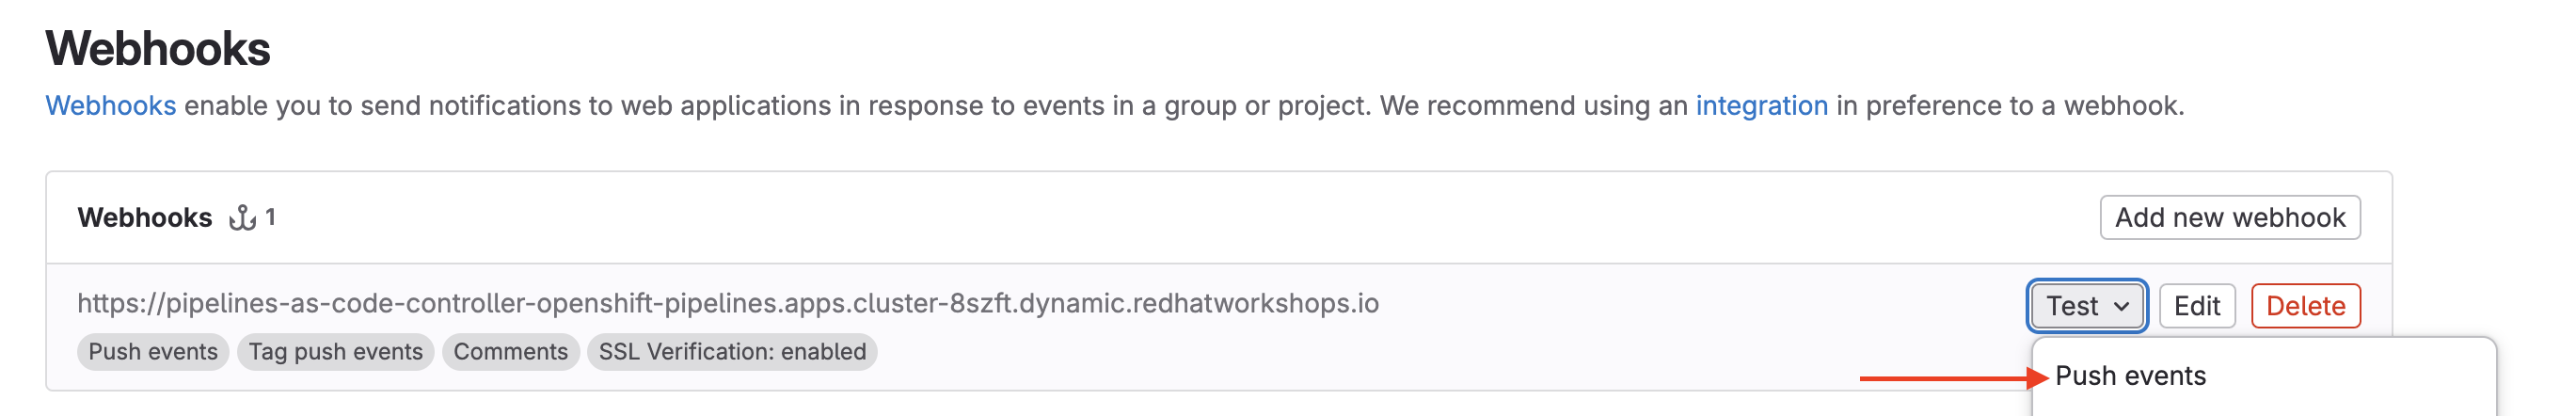 Webhooks
Webhooks enable you to send notifications to web applications in response to events in a group or project. We recommend using an integration in preference to a webhook.
Webhooks 1
Add new webhook
https://pipelines-as-code-controller-openshift-pipelines.apps.cluster-8szft.dynamic.redhatworkshops.io
Test Edit Delete
Push events Tag push events Comments SSL Verification: enabled
Push events